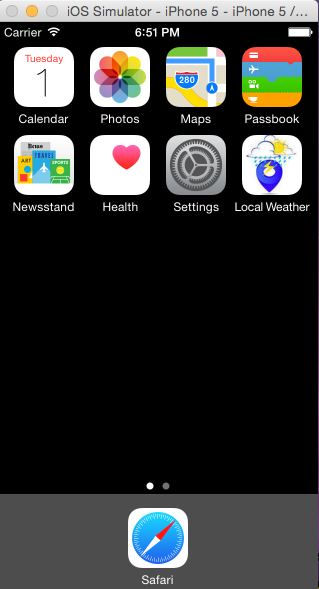 iOS Simulator - iPhone 5 - iPhone 5 /...
Carrier 6:51 PM
Tuesday
1
280
Calendar Photos Maps Passbook
News
ART TRAVEL SPORTS
Newsstand Health Settings Local Weather
Safari